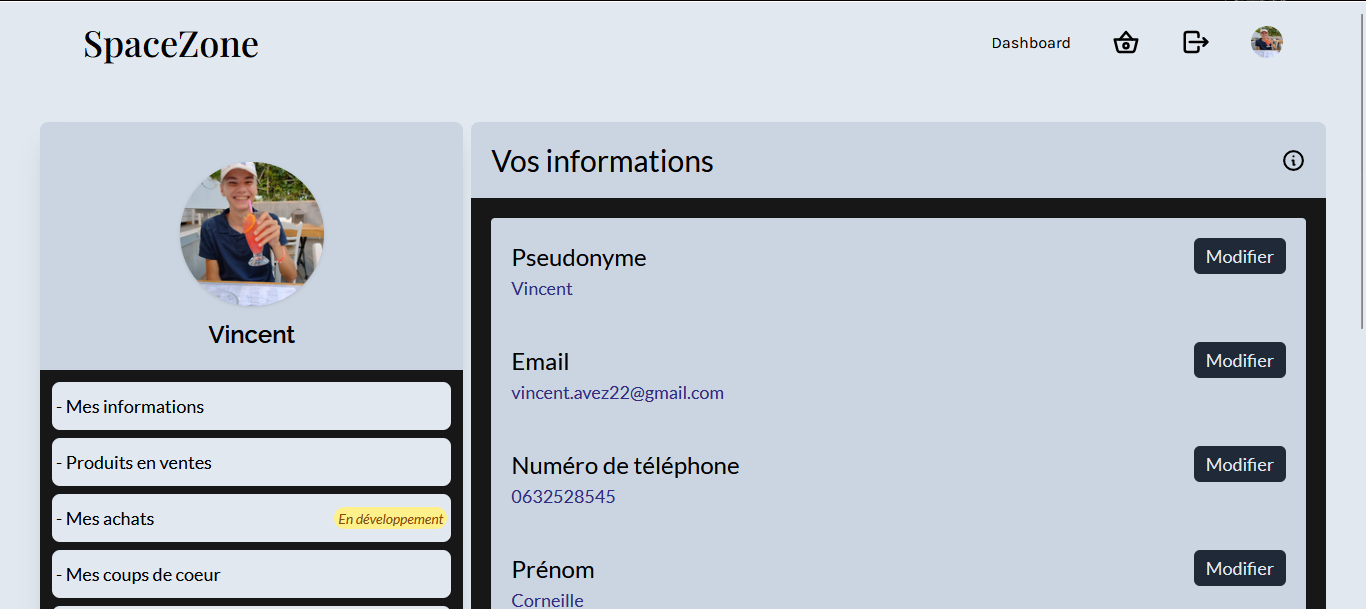 SpaceZone
Dashboard
Vincent
- Mes informations
- Produits en ventes
- Mes achats
En développement
- Mes coups de coeur
Vos informations
Pseudonyme
Modifier
Vincent
Email
Modifier
vincent.avez22@gmail.com
Numéro de téléphone
Modifier
0632528545
Prénom
Modifier
Corneille